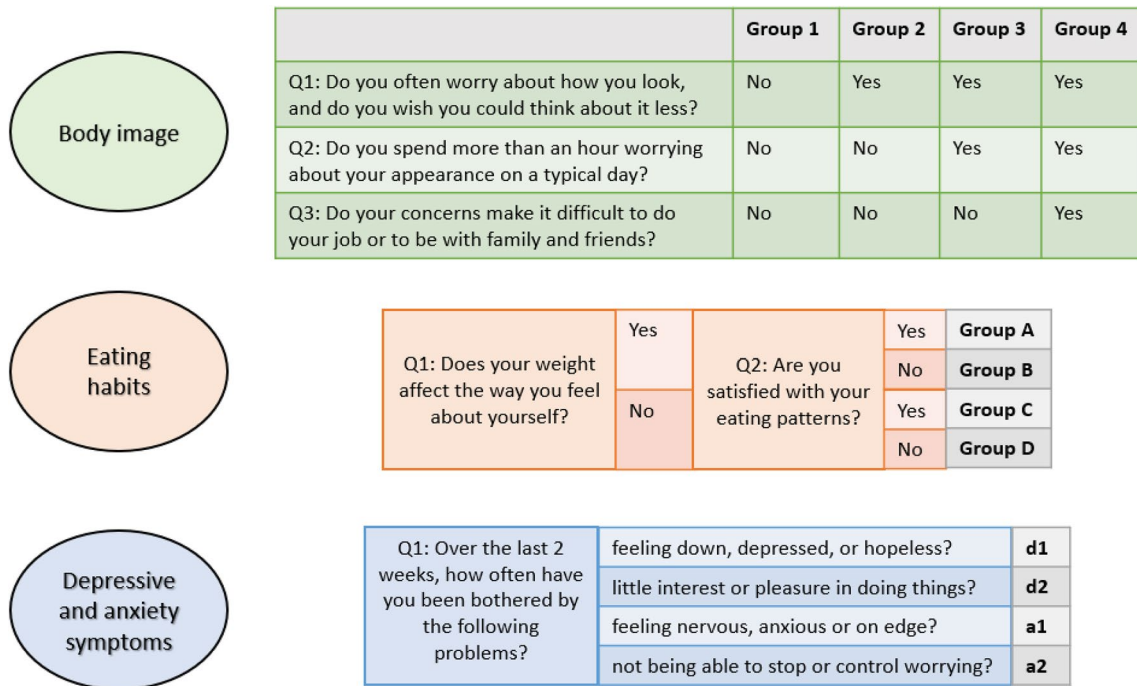 Group 1 Group 2 Group 3 Group 4
Body image
Q1: Do you often worry about how you look,
and do you wish you could think about it less?
No Yes Yes Yes
Q2: Do you spend more than an hour worrying
about your appearance on a typical day?
No No Yes Yes
Q3: Do your concerns make it difficult to do
your job or to be with family and friends?
No No No Yes
Eating
habits
Q1: Does your weight
affect the way you feel
about yourself?
Yes
No
Q2: Are you
satisfied with your
eating patterns?
Yes Group A
No Group B
Yes Group C
No Group D
Depressive
and anxiety
symptoms
Q1: Over the last 2
weeks, how often have
you been bothered by
the following
problems?
feeling down, depressed, or hopeless? d1
little interest or pleasure in doing things? d2
feeling nervous, anxious or on edge? a1
not being able to stop or control worrying? a2